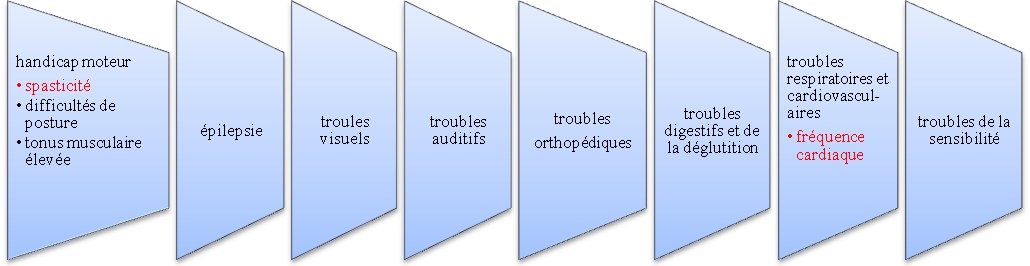 handicap moteur
• spasticité
• difficultés de
posture
• tonus musculaire
élevée
épilepsie
troules
visuels
troubles
auditifs
troubles
orthopédiques
troubles
digestifs et de
la déglutition
troubles
respiratoires et
cardiovascul-
aires
• fréquence
cardiaque
troubles de la
sensibilité